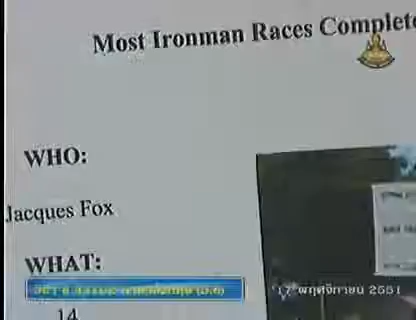 Most Ironman Races Complete
WHO:
Jacques Fox
WHAT:
17 พฤศจิกายน 2551
14